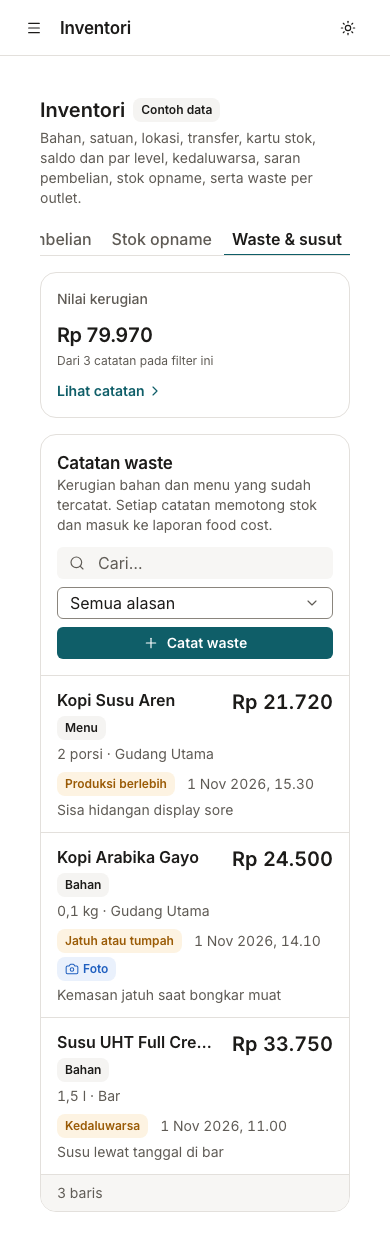 Inventori
Inventori
Contoh data
Bahan, satuan, lokasi, transfer, kartu stok,
saldo dan par level, kedaluwarsa, saran
pembelian, stok opname, serta waste per
outlet.
Stok opname
Waste & susut
Nilai kerugian
Rp 79.970
Dari 3 catatan pada filter ini
Lihat catatan
Catatan waste
Kerugian bahan dan menu yang sudah
tercatat. Setiap catatan memotong stok
dan masuk ke laporan food cost.
Cari...
Semua alasan
Catat waste
Kopi Susu Aren
Rp 21.720
Menu
2 porsi · Gudang Utama
Produksi berlebih 1 Nov 2026, 15.30
Sisa hidangan display sore
Kopi Arabika Gayo
Rp 24.500
Bahan
0,1 kg · Gudang Utama
Jatuh atau tumpah 1 Nov 2026, 14.10
Foto
Kemasan jatuh saat bongkar muat
Susu UHT Full Cre...
Rp 33.750
Bahan
1,5 l · Bar
Kedaluwarsa 1 Nov 2026, 11.00
Susu lewat tanggal di bar
3 baris